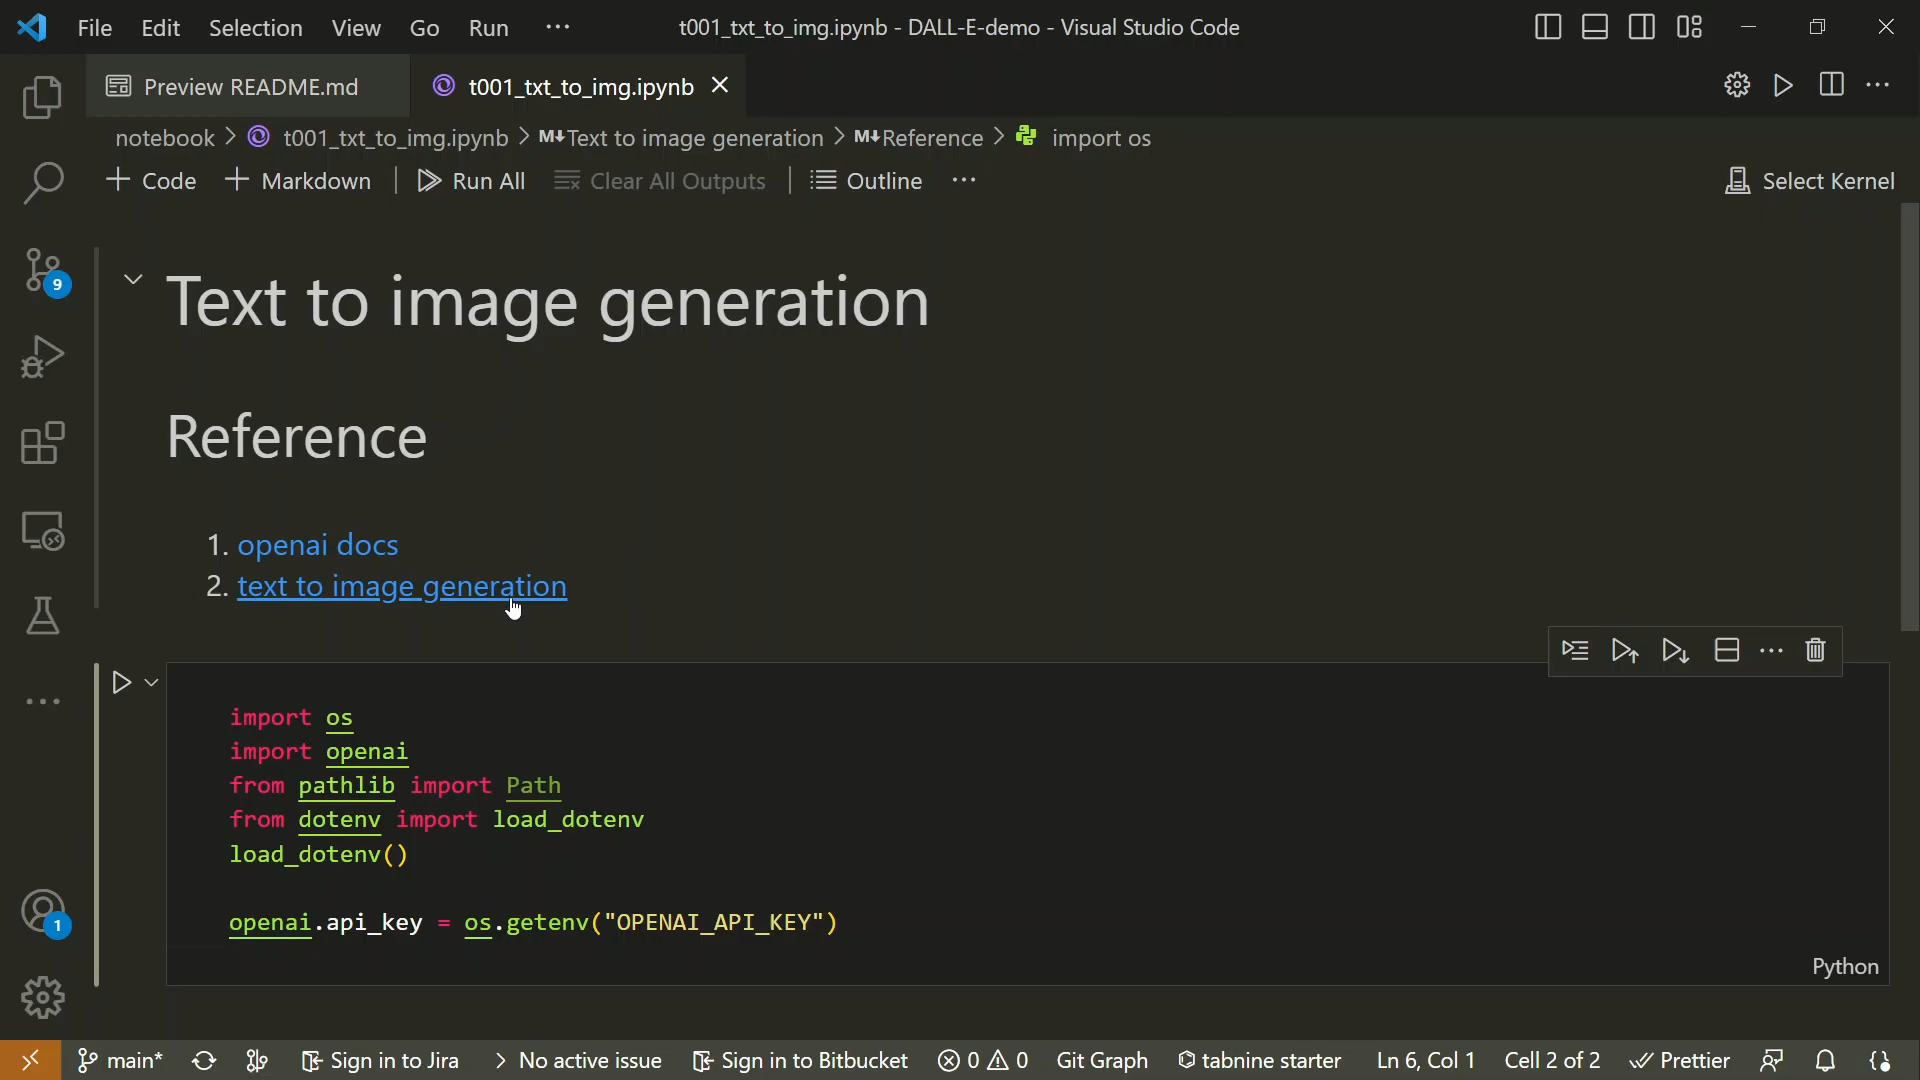 File Edit Selection View Go Run ··· t001_txt_to_img.ipynb - DALL-E-demo - Visual Studio Code
Preview README.md t001_txt_to_img.ipynb
notebook > t001_txt_to_img.ipynb > M↓Text to image generation > M↓Reference > import os
+ Code + Markdown | Run All Clear All Outputs | Outline ··· Select Kernel
9
Text to image generation
Reference
1. openai docs
2. text to image generation
import os
import openai
from pathlib import Path
from dotenv import load_dotenv
load_dotenv()
openai.api_key = os.getenv("OPENAI_API_KEY")
1
Python
main* Sign in to Jira > No active issue Sign in to Bitbucket 0 0 Git Graph tabnine starter Ln 6, Col 1 Cell 2 of 2 Prettier